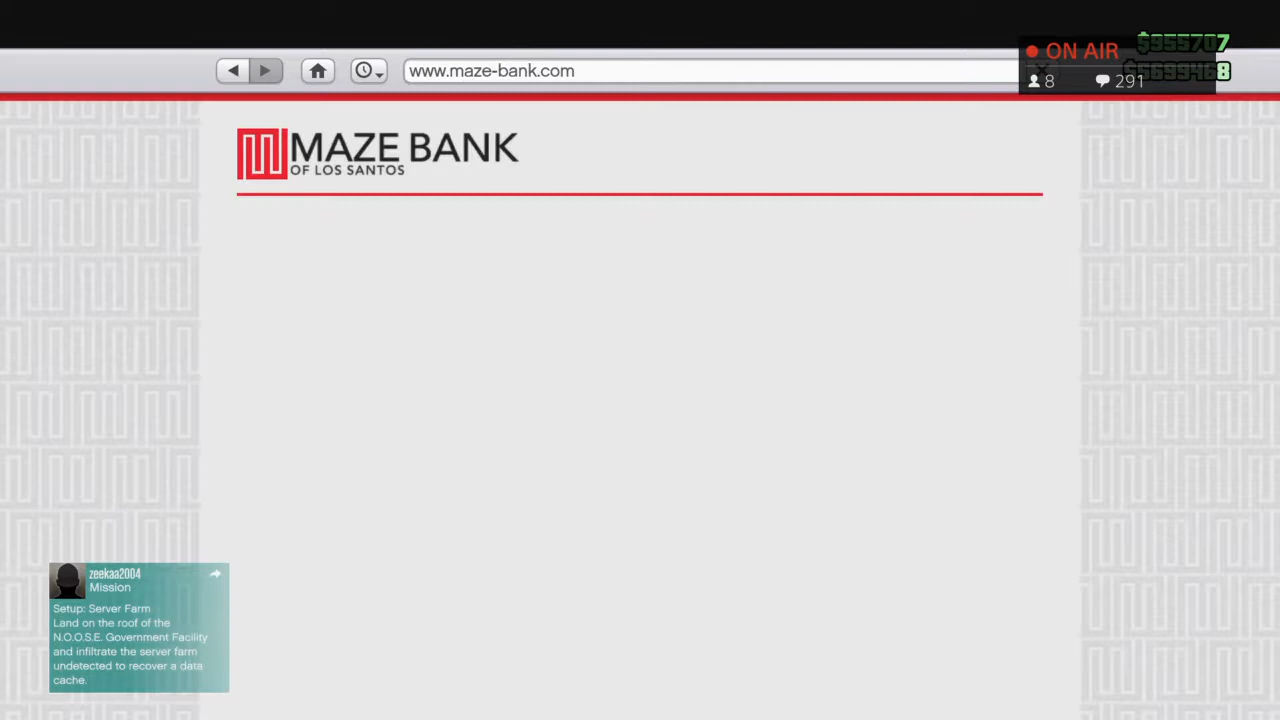 www.maze-bank.com
ON AIR
8
291
MAZE BANK
OF LOS SANTOS
zeekaa2004
Mission
Setup: Server Farm
Land on the roof of the
N.O.O.S.E. Government Facility
and infiltrate the server farm
undetected to recover a data
cache.